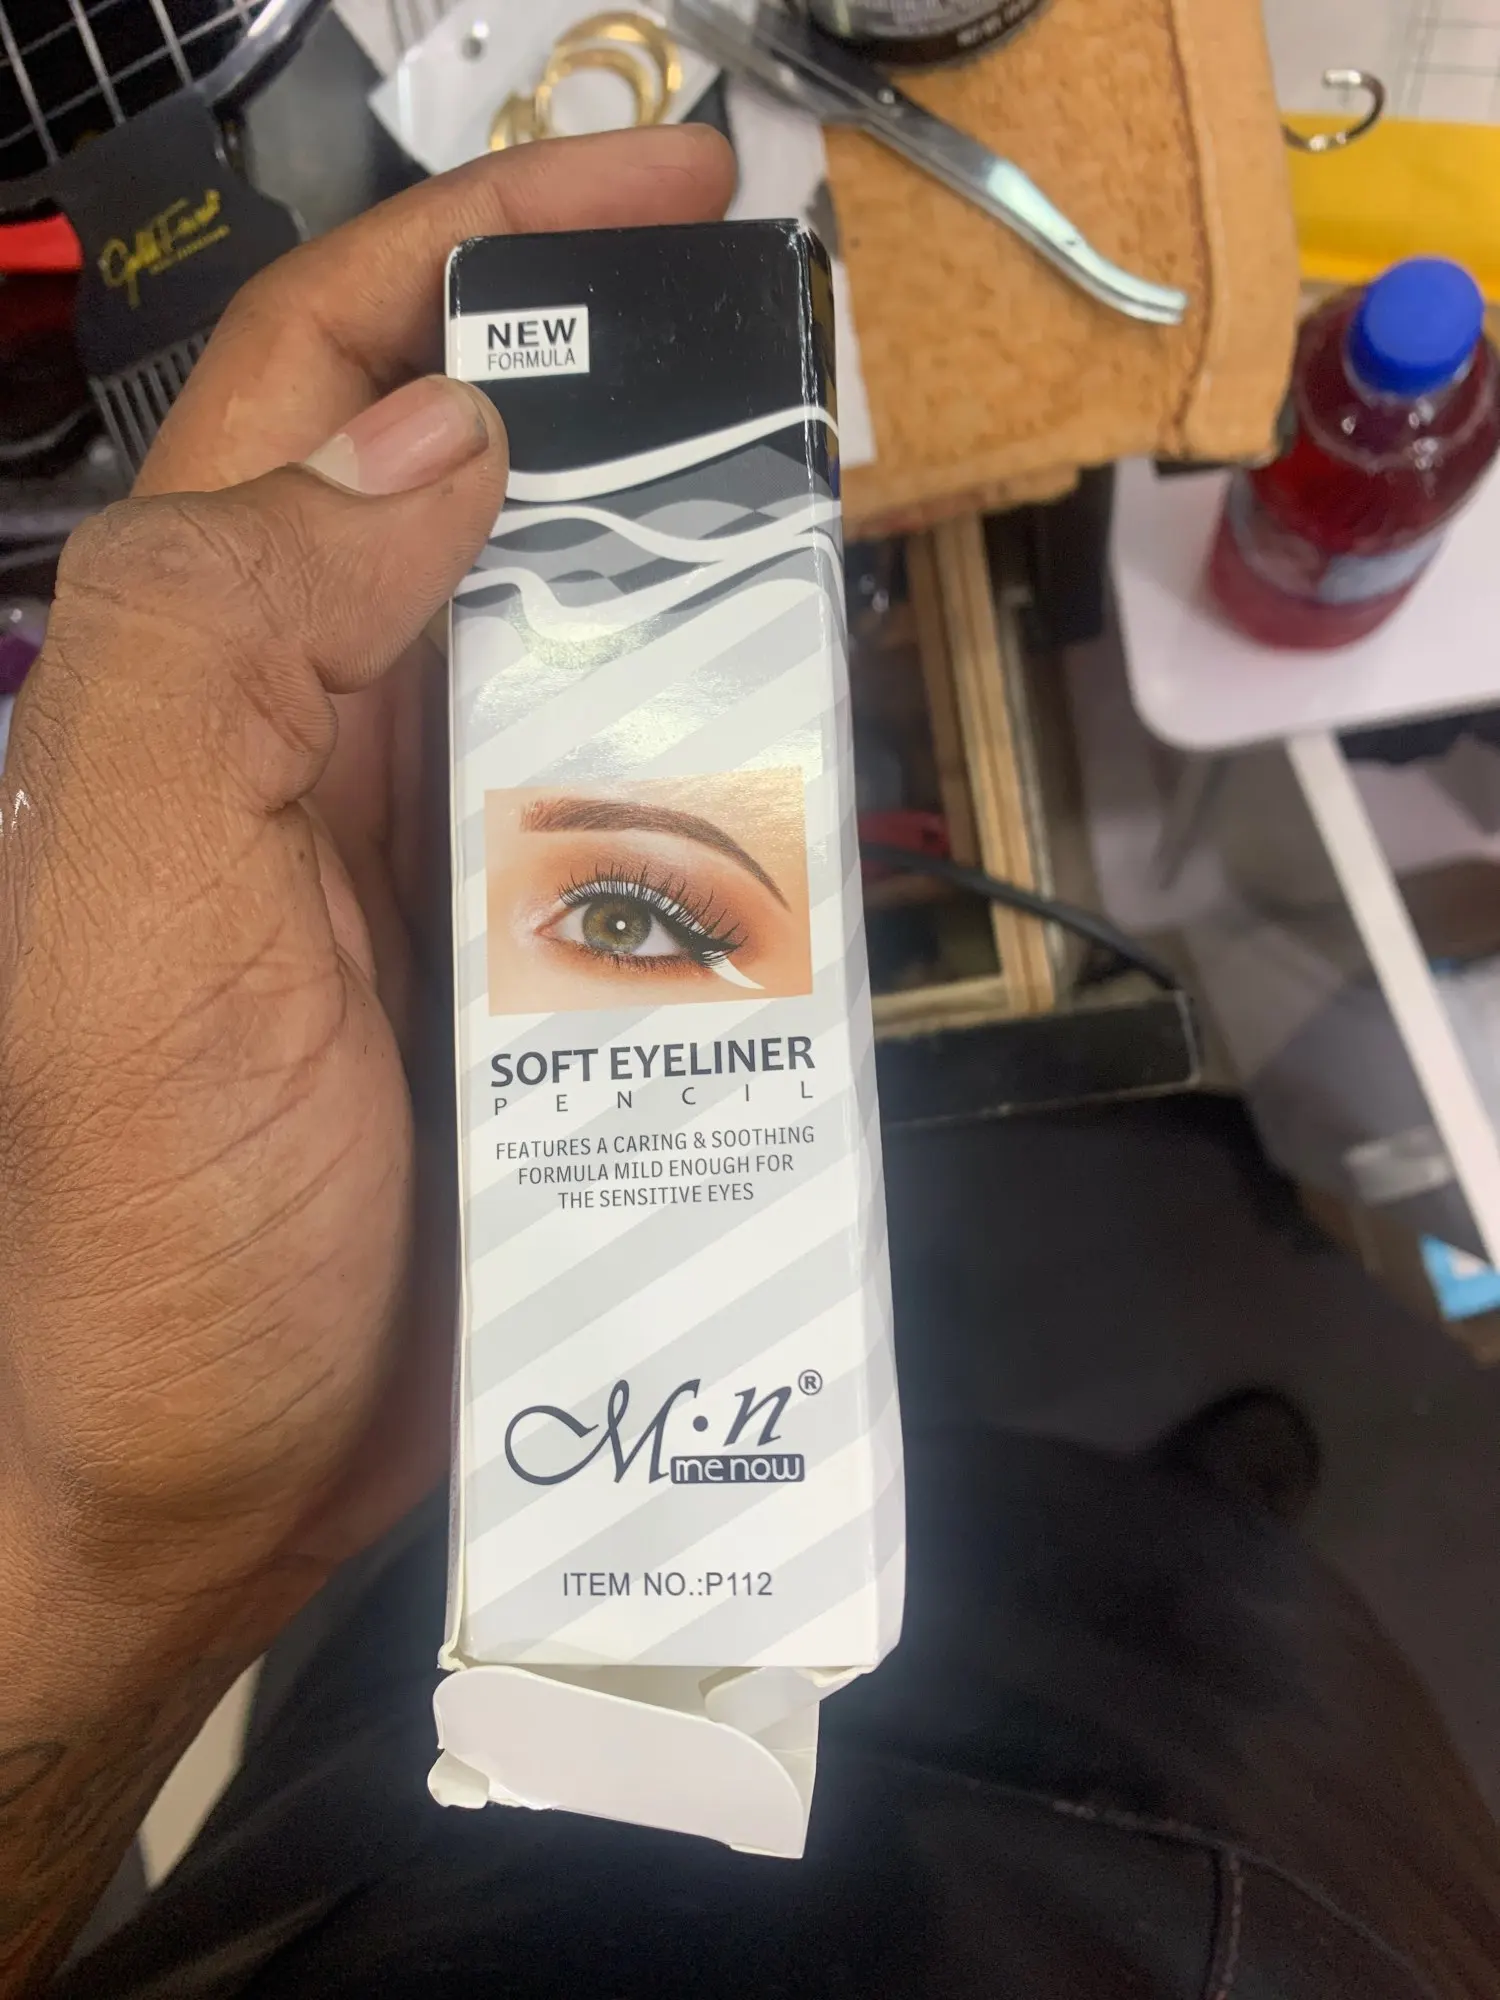 NEW
FORMULA
SOFT EYELINER
PENCIL
FEATURES A CARING & SOOTHING
FORMULA MILD ENOUGH FOR
THE SENSITIVE EYES
M·n®
me now
ITEM NO.:P112